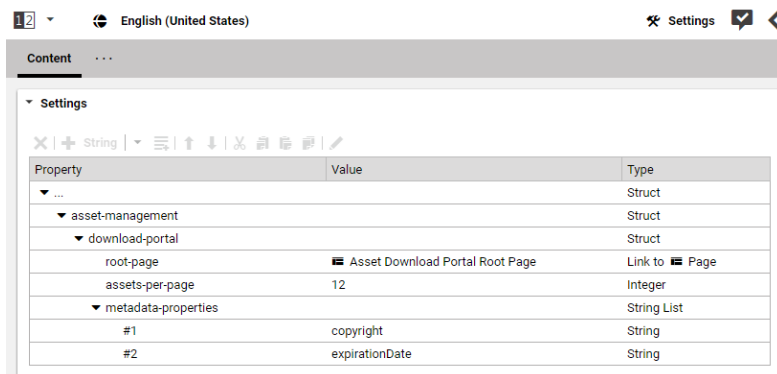 12 English (United States) Settings
Content ...
Settings
String
Property Value Type
... Struct
asset-management Struct
download-portal Struct
root-page Asset Download Portal Root Page Link to Page
assets-per-page 12 Integer
metadata-properties String List
#1 copyright String
#2 expirationDate String